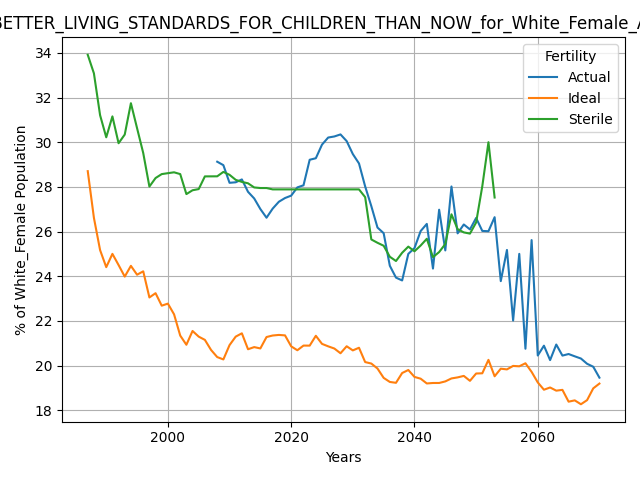 BETTER_LIVING_STANDARDS_FOR_CHILDREN_THAN_NOW_for_White_Female_
Fertility
Actual
Ideal
Sterile
% of White_Female Population
34
32
30
28
26
24
22
20
18
2000
2020
2040
2060
Years